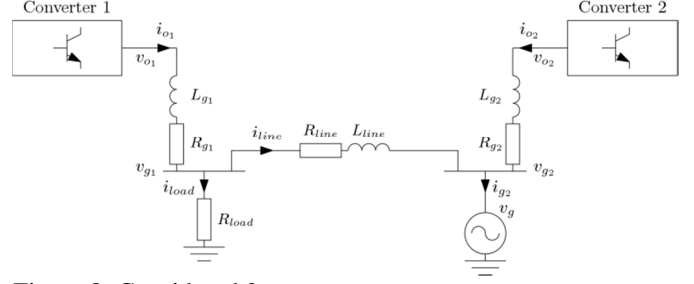 Converter 1
Converter 2
i_{o_1}
i_{o_2}
v_{o_1}
v_{o_2}
L_{g_1}
L_{g_2}
i_{line}
R_{line}
L_{line}
R_{g_1}
R_{g_2}
v_{g_1}
v_{g_2}
i_{load}
i_{g_2}
v_g
R_{load}